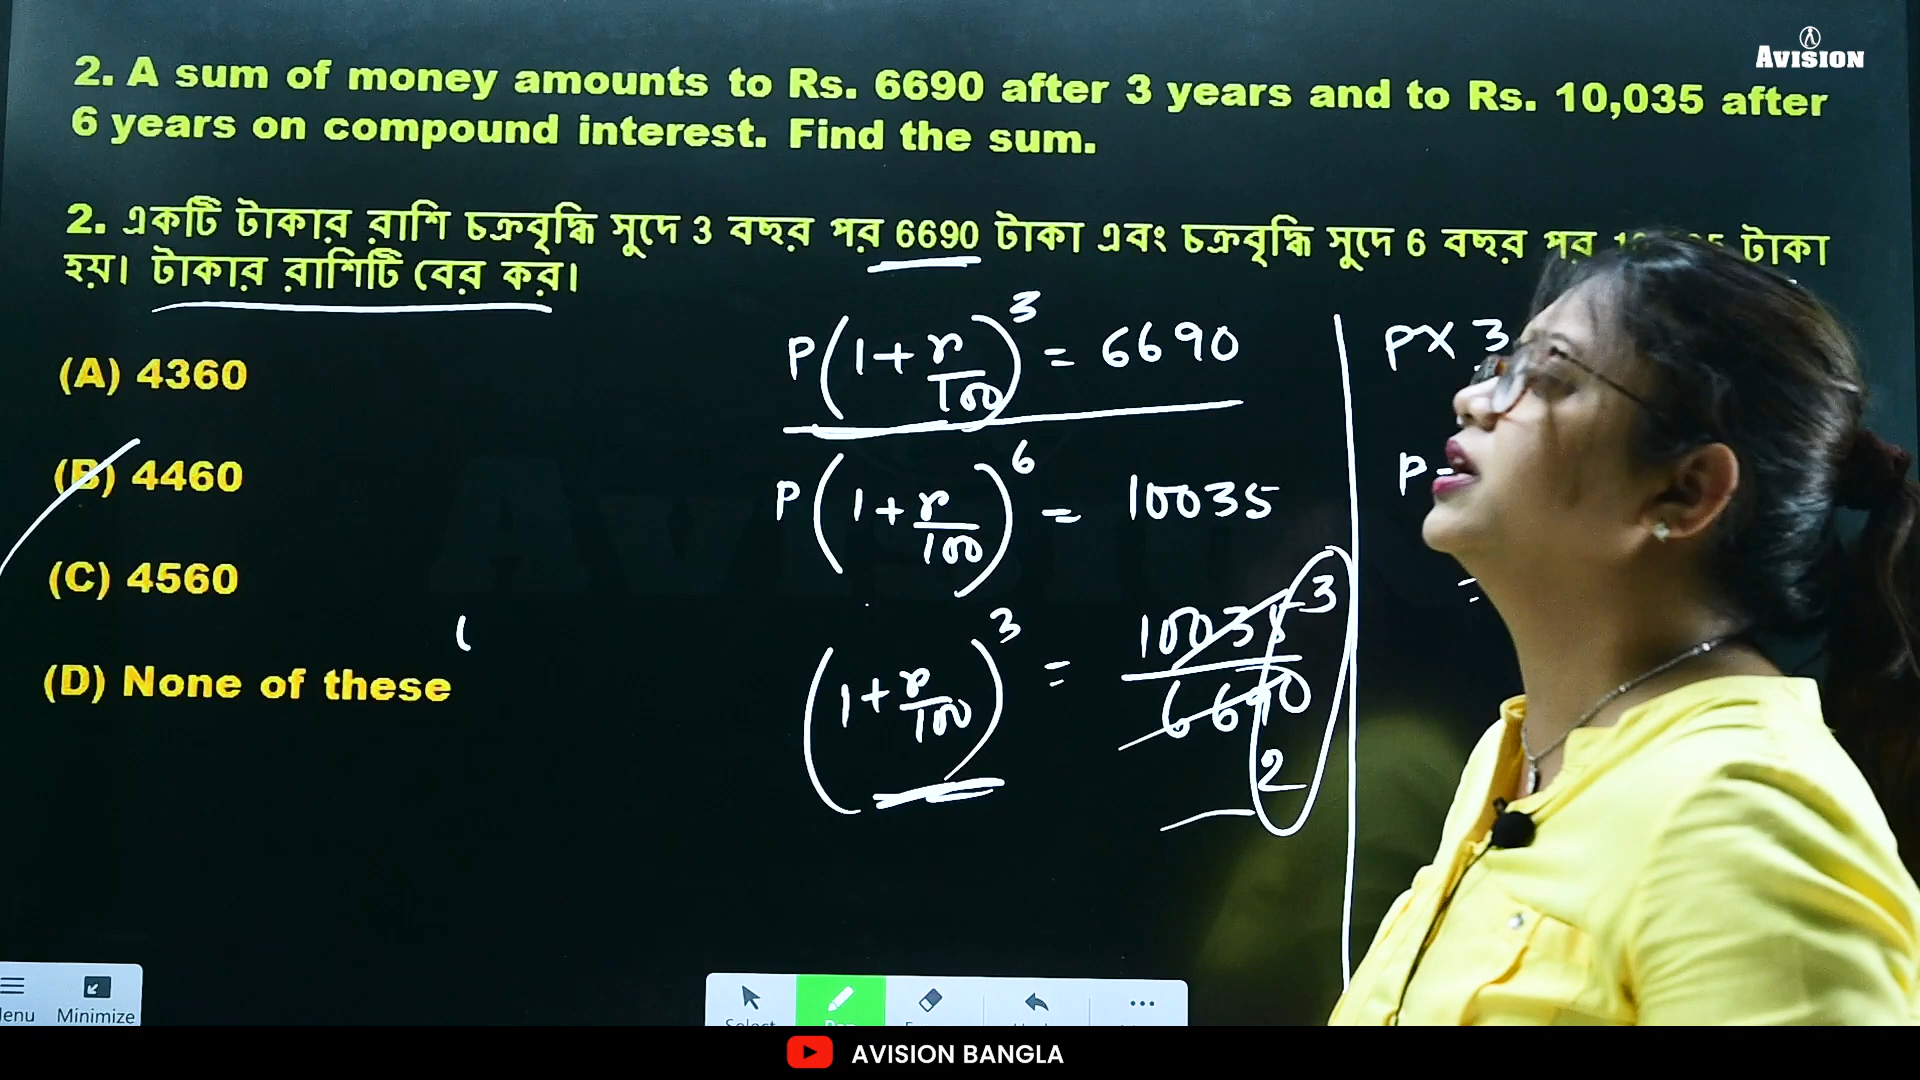 AVISION
2. A sum of money amounts to Rs. 6690 after 3 years and to Rs. 10,035 after
6 years on compound interest. Find the sum.
2. একটি টাকার রাশি চক্রবৃদ্ধি সুদে 3 বছর পর 6690 টাকা এবং চক্রবৃদ্ধি সুদে 6 বছর পর টাকা
হয়। টাকার রাশিটি বের কর।
(A) 4360
(B) 4460
(C) 4560
(D) None of these
P(1+r/100)^3 = 6690
P(1+r/100)^6 = 10035
(1+r/100)^3 = 10035/6690 3/2
P× 3
P=
=
Minimize
AVISION BANGLA